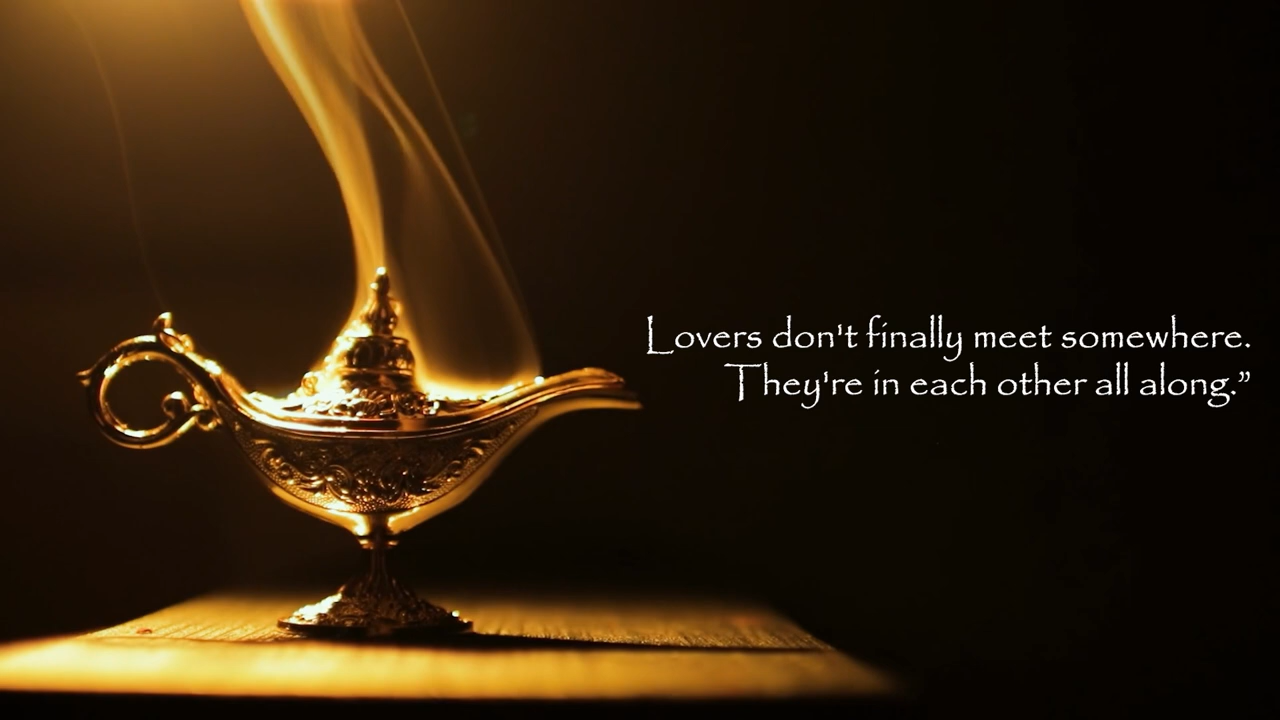 Lovers don't finally meet somewhere.
They're in each other all along.”